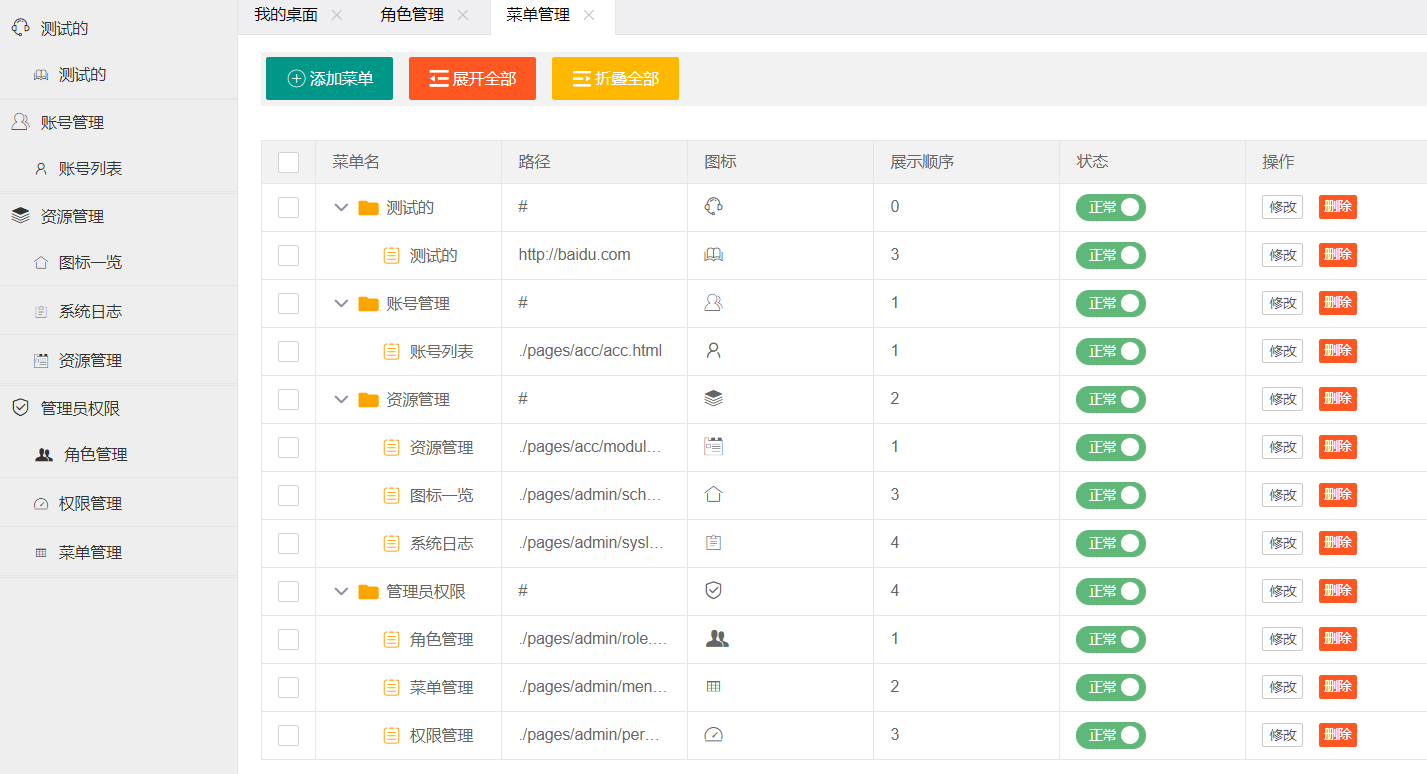 测试的
测试的
账号管理
账号列表
资源管理
图标一览
系统日志
资源管理
管理员权限
角色管理
权限管理
菜单管理
我的桌面 角色管理 菜单管理
添加菜单 展开全部 折叠全部
菜单名 路径 图标 展示顺序 状态 操作
测试的 # 0 正常 修改 删除
测试的 http://baidu.com 3 正常 修改 删除
账号管理 # 1 正常 修改 删除
账号列表 ./pages/acc/acc.html 1 正常 修改 删除
资源管理 # 2 正常 修改 删除
资源管理 ./pages/acc/modul… 1 正常 修改 删除
图标一览 ./pages/admin/sch… 3 正常 修改 删除
系统日志 ./pages/admin/sysl… 4 正常 修改 删除
管理员权限 # 4 正常 修改 删除
角色管理 ./pages/admin/role.… 1 正常 修改 删除
菜单管理 ./pages/admin/men… 2 正常 修改 删除
权限管理 ./pages/admin/per… 3 正常 修改 删除